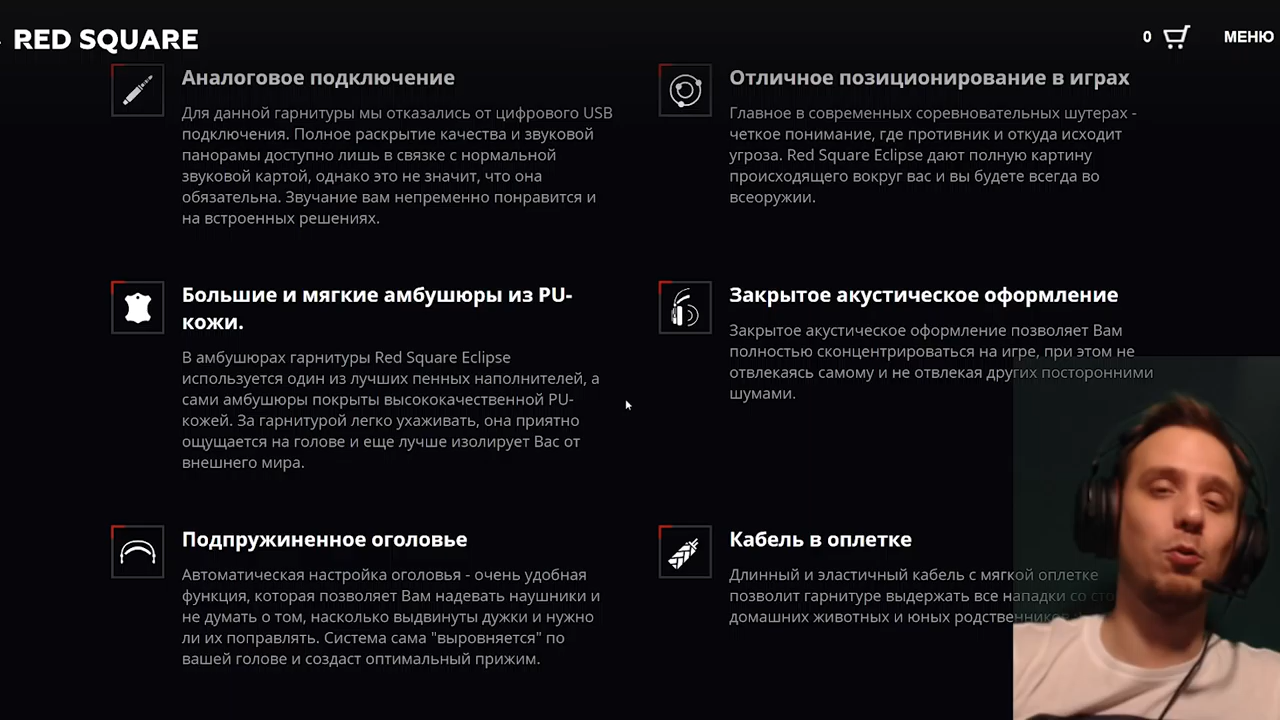 RED SQUARE
0
МЕНЮ
Аналоговое подключение
Для данной гарнитуры мы отказались от цифрового USB
подключения. Полное раскрытие качества и звуковой
панорамы доступно лишь в связке с нормальной
звуковой картой, однако это не значит, что она
обязательна. Звучание вам непременно понравится и
на встроенных решениях.
Отличное позиционирование в играх
Главное в современных соревновательных шутерах -
четкое понимание, где противник и откуда исходит
угроза. Red Square Eclipse дают полную картину
происходящего вокруг вас и вы будете всегда во
всеоружии.
Большие и мягкие амбушюры из PU-
кожи.
В амбушюрах гарнитуры Red Square Eclipse
используется один из лучших пенных наполнителей, а
сами амбушюры покрыты высококачественной PU-
кожей. За гарнитурой легко ухаживать, она приятно
ощущается на голове и еще лучше изолирует Вас от
внешнего мира.
Закрытое акустическое оформление
Закрытое акустическое оформление позволяет Вам
полностью сконцентрироваться на игре, при этом не
отвлекаясь самому и не отвлекая других посторонними
шумами.
Подпружиненное оголовье
Автоматическая настройка оголовья - очень удобная
функция, которая позволяет Вам надевать наушники и
не думать о том, насколько выдвинуты дужки и нужно
ли их поправлять. Система сама "выровняется" по
вашей голове и создаст оптимальный прижим.
Кабель в оплетке
Длинный и эластичный кабель с мягкой оплетке
позволит гарнитуре выдержать все нападки со
домашних животных и юных